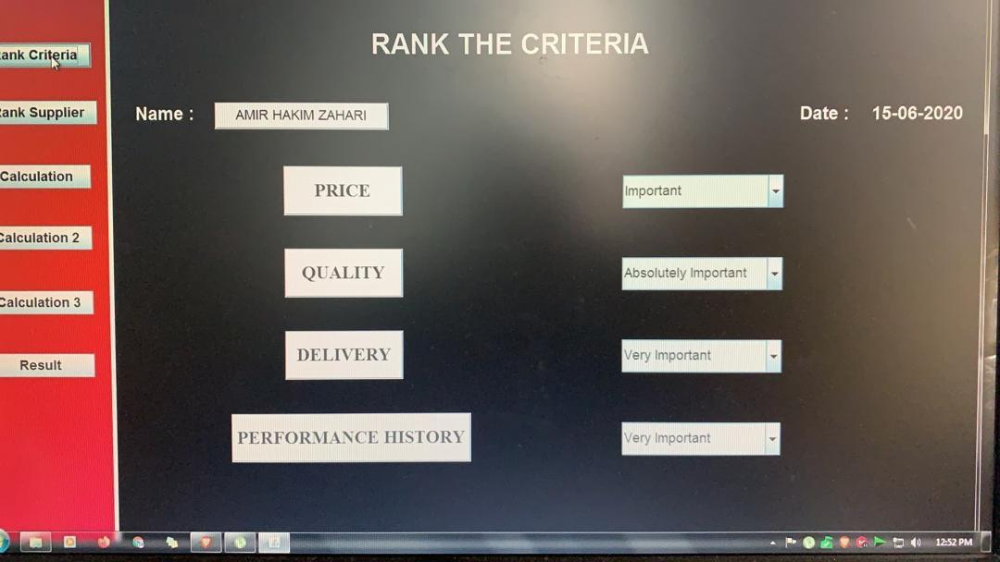 RANK THE CRITERIA
ank Criteria
Rank Supplier
Calculation
Calculation 2
Calculation 3
Result
Name :
AMIR HAKIM ZAHARI
Date :
15-06-2020
PRICE
Important
QUALITY
Absolutely Important
DELIVERY
Very Important
PERFORMANCE HISTORY
Very Important
12:52 PM